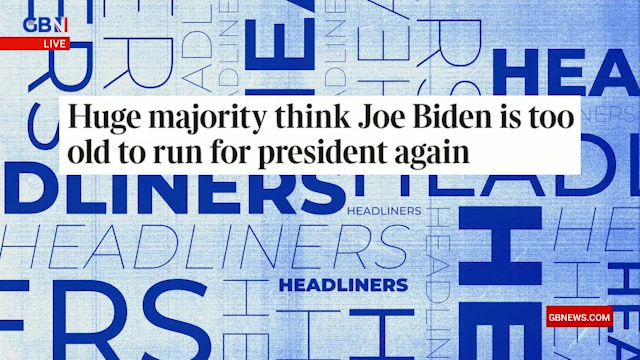 GBN
LIVE
Huge majority think Joe Biden is too
old to run for president again
HEADLINERS
HEADLINERS
HEADLINERS
HEADLINERS
GBNEWS.COM